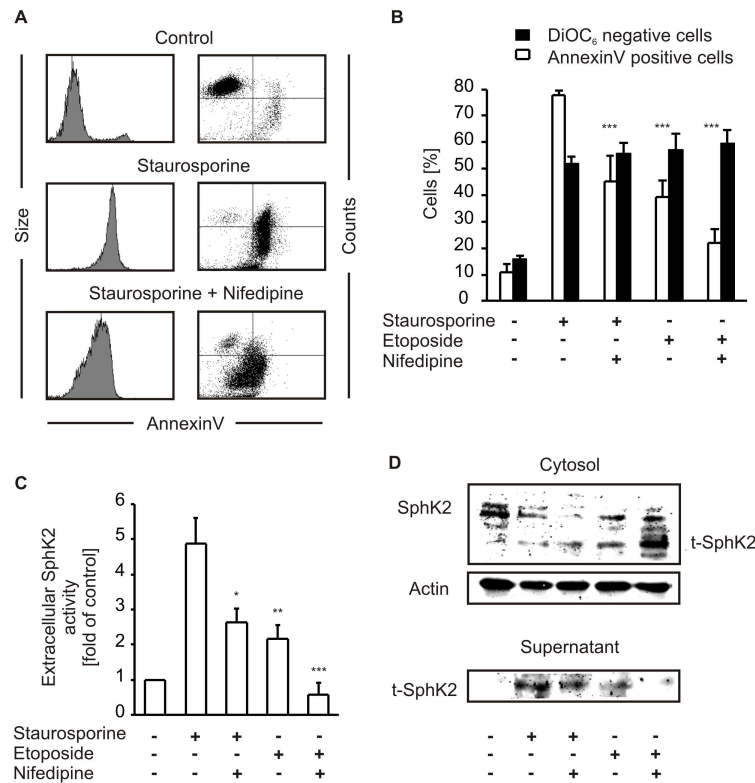 A
Control
Staurosporine
Staurosporine + Nifedipine
Size
Counts
AnnexinV
B
DiOC6 negative cells
AnnexinV positive cells
Cells [%]
80
70
60
50
40
30
20
10
0
*** *** ***
Staurosporine - + + - -
Etoposide - - - + +
Nifedipine - - + - +
C
Extracellular SphK2
activity
[fold of control]
6
5
4
3
2
1
0
* ** ***
Staurosporine - + + - -
Etoposide - - - + +
Nifedipine - - + - +
D
Cytosol
SphK2
t-SphK2
Actin
Supernatant
t-SphK2
- + + - -
- - - + +
- - + - +